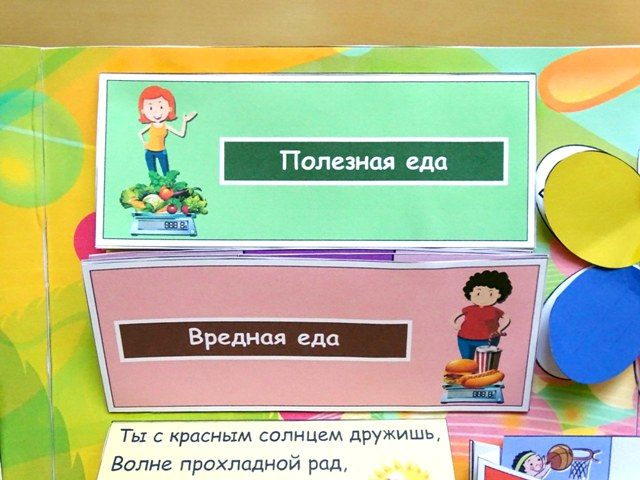 Полезная еда
Вредная еда
Ты с красным солнцем дружишь,
Волне прохладной рад,